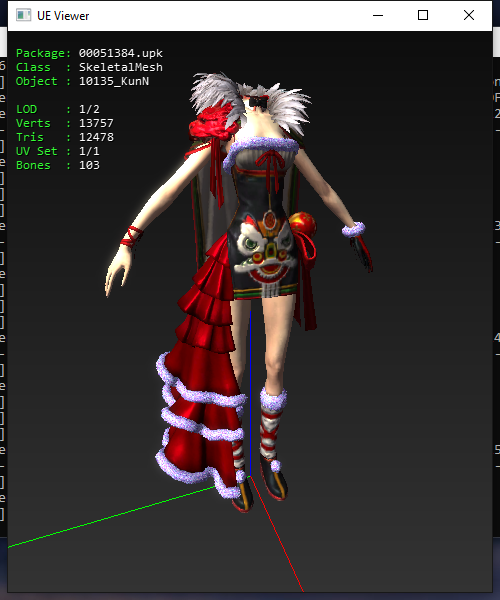 UE Viewer
Package: 00051384.upk
Class  : SkeletalMesh
Object : 10135_KunN
LOD    : 1/2
Verts  : 13757
Tris   : 12478
UV Set : 1/1
Bones  : 103